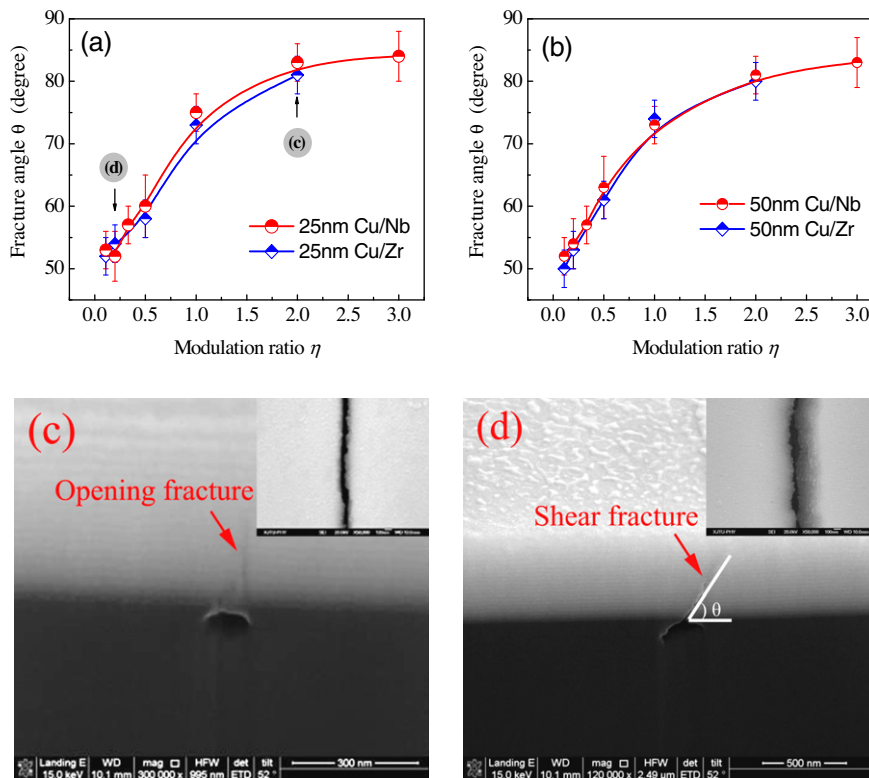 (a)
90
80
70
60
50
Fracture angle θ (degree)
(d)
(c)
25nm Cu/Nb
25nm Cu/Zr
0.0 0.5 1.0 1.5 2.0 2.5 3.0
Modulation ratio η
(b)
90
80
70
60
50
Fracture angle θ (degree)
50nm Cu/Nb
50nm Cu/Zr
0.0 0.5 1.0 1.5 2.0 2.5 3.0
Modulation ratio η
(c)
Opening fracture
Landing E WD mag HFW det tilt
15.0 keV 10.1 mm 300 000 x 995 nm ETD 52 °
300 nm
(d)
Shear fracture
θ
Landing E WD mag HFW det tilt
15.0 keV 10.1 mm 120 000 x 2.49 µm ETD 52 °
500 nm